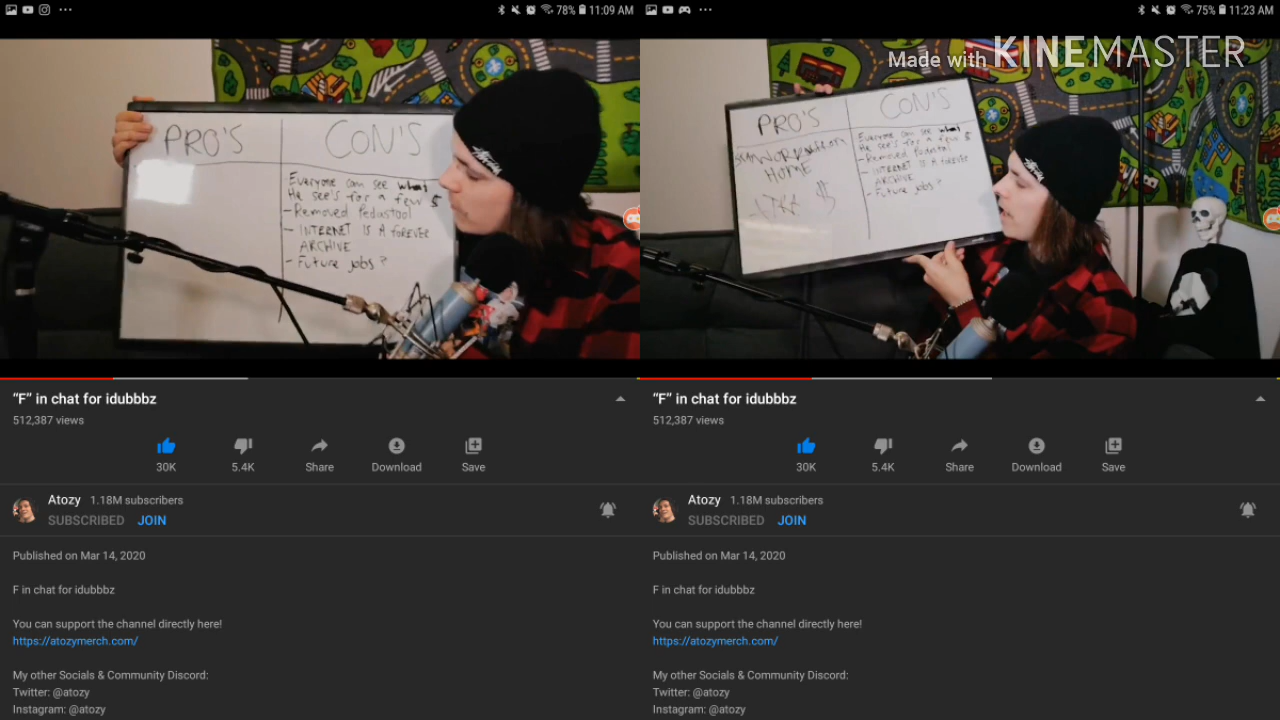 78% 11:09 AM
PRO'S
CON'S
Everyone can see what
He see's for a few $
- Removed Pedastool
- INTERNET IS A FOREVER
ARCHIVE
- Future jobs?
"F" in chat for idubbbz
512,387 views
30K
5.4K
Share
Download
Save
Atozy 1.18M subscribers
SUBSCRIBED JOIN
Published on Mar 14, 2020
F in chat for idubbbz
You can support the channel directly here!
https://atozymerch.com/
My other Socials & Community Discord:
Twitter: @atozy
Instagram: @atozy
75% 11:23 AM
Made with KINEMASTER
PRO'S
CON'S
HOME
$
Everyone can see what
He see's for a few $
- Removed Pedastool
- INTERNET IS A FOREVER
ARCHIVE
- Future jobs?
"F" in chat for idubbbz
512,387 views
30K
5.4K
Share
Download
Save
Atozy 1.18M subscribers
SUBSCRIBED JOIN
Published on Mar 14, 2020
F in chat for idubbbz
You can support the channel directly here!
https://atozymerch.com/
My other Socials & Community Discord:
Twitter: @atozy
Instagram: @atozy